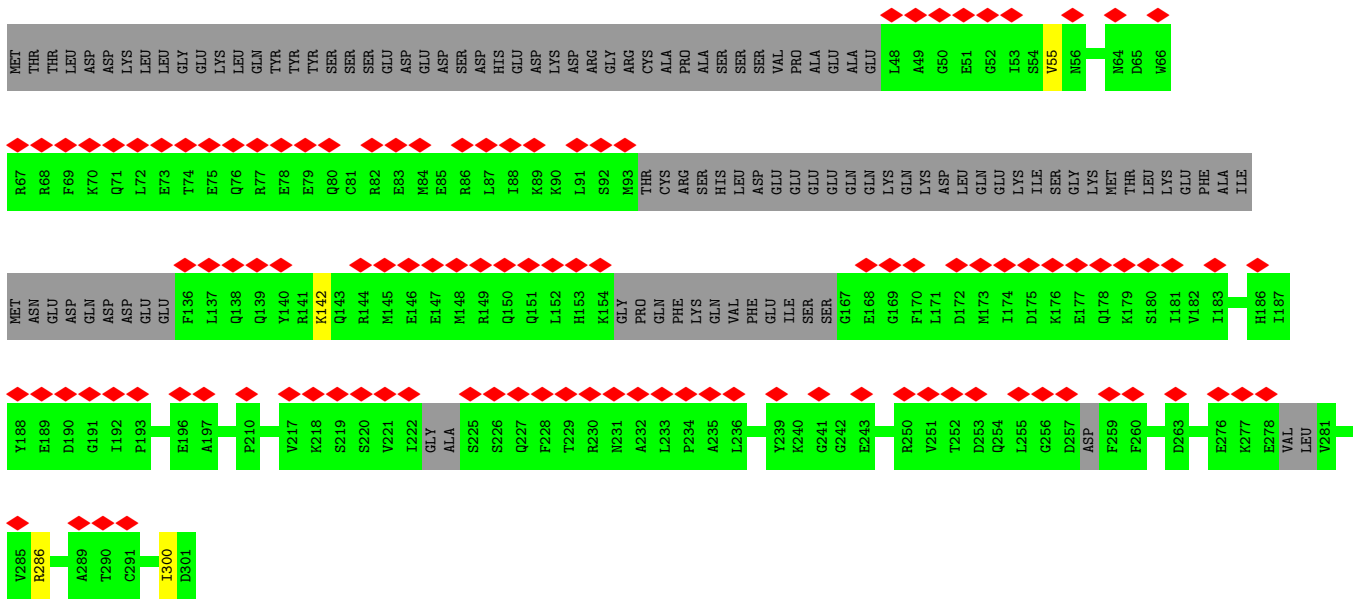 MET THR THR LEU ASP ASP LYS LEU LEU GLY GLU LYS LEU GLN TYR TYR TYR SER SER SER GLU ASP GLU ASP SER ASP HIS GLU ASP LYS ASP ARG GLY ARG CYS ALA PRO ALA SER SER SER VAL PRO ALA GLU ALA GLU L48 A49 G50 E51 G52 I53 S54 V55 N56 N64 D65 W66
R67 R68 F69 K70 Q71 L72 E73 T74 E75 Q76 R77 E78 E79 Q80 C81 R82 E83 M84 E85 R86 L87 I88 K89 K90 L91 S92 M93 THR CYS ARG SER HIS LEU ASP GLU GLU GLU GLU GLN GLN LYS GLN LYS ASP LEU GLN GLU LYS ILE SER GLY LYS MET THR LEU LYS GLU PHE ALA ILE
MET ASN GLU ASP GLN ASP ASP GLU GLU F136 L137 Q138 Q139 Y140 R141 K142 Q143 R144 M145 E146 E147 M148 R149 Q150 Q151 L152 H153 K154 GLY PRO GLN PHE LYS GLN VAL PHE GLU ILE SER SER G167 E168 G169 F170 L171 D172 M173 I174 D175 K176 E177 Q178 K179 S180 I181 V182 I183 H186 I187
Y188 E189 D190 G191 I192 P193 E196 A197 P210 V217 K218 S219 S220 V221 I222 GLY ALA S225 S226 Q227 F228 T229 R230 N231 A232 L233 P234 A235 L236 Y239 K240 G241 G242 E243 R250 V251 T252 D253 Q254 L255 G256 D257 ASP F259 F260 D263 E276 K277 E278 VAL LEU V281
V285 R286 A289 T290 C291 I300 D301